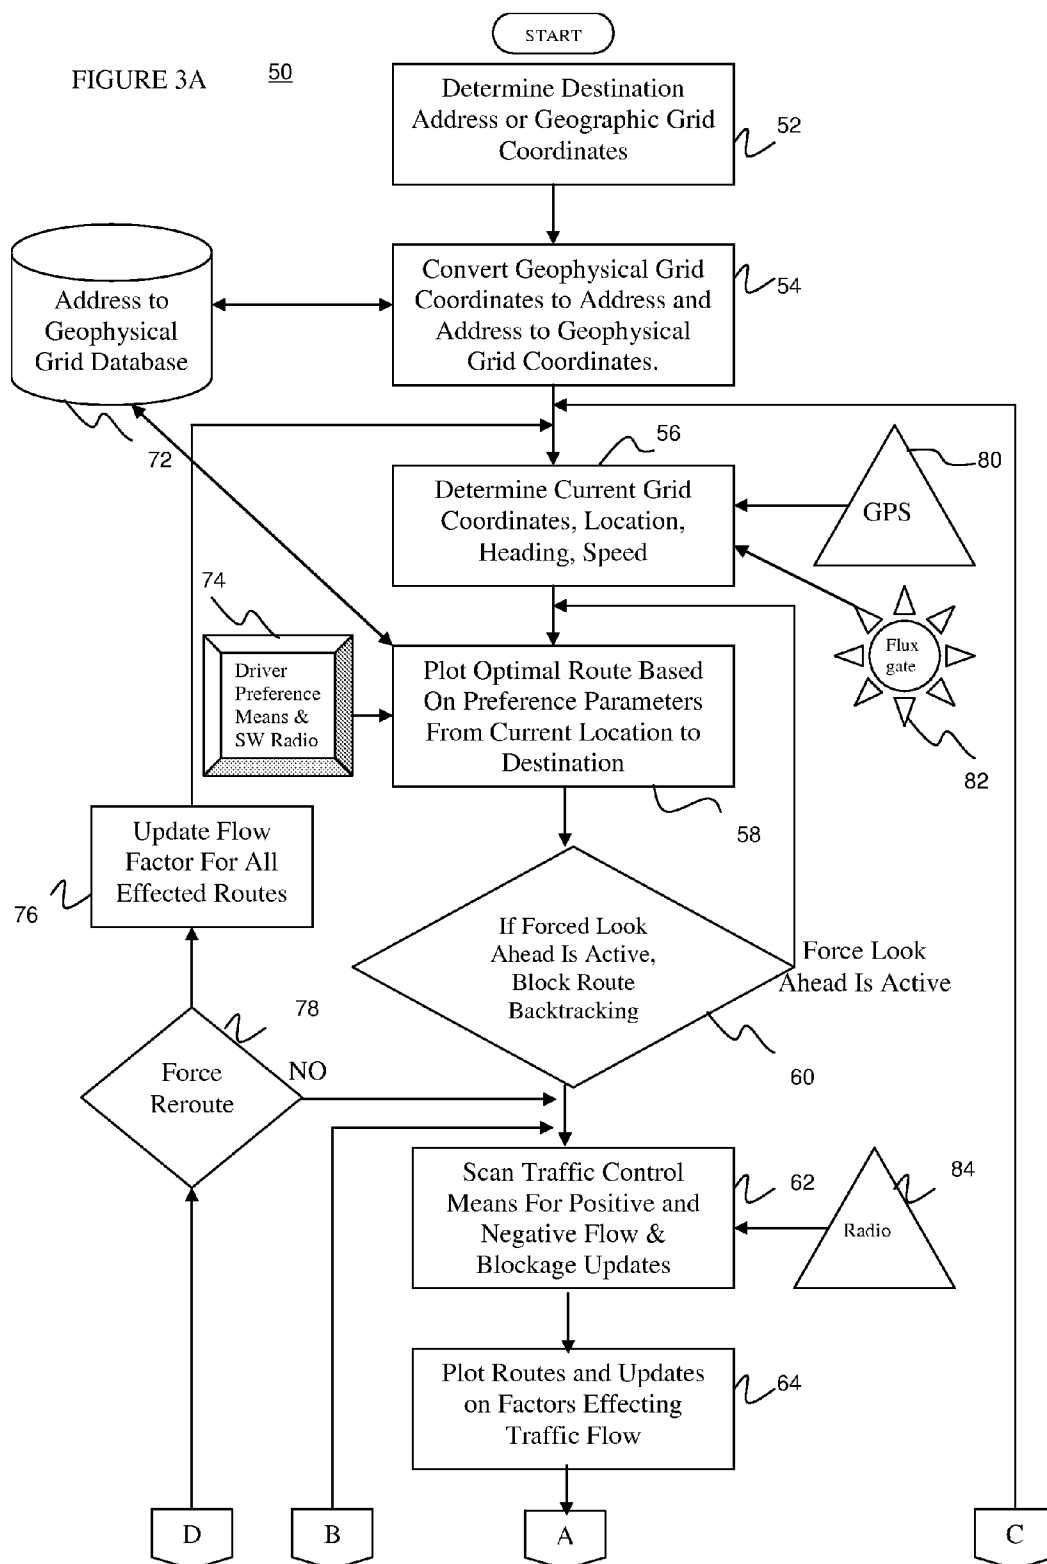 START
FIGURE 3A
50
Determine Destination
Address or Geographic Grid
Coordinates
52
Convert Geophysical Grid
Coordinates to Address and
Address to Geophysical
Grid Coordinates.
54
Address to
Geophysical
Grid Database
72
56
Determine Current Grid
Coordinates, Location,
Heading, Speed
GPS
80
Flux
gate
82
74
Driver
Preference
Means &
SW Radio
Plot Optimal Route Based
On Preference Parameters
From Current Location to
Destination
58
Update Flow
Factor For All
Effected Routes
76
If Forced Look
Ahead Is Active,
Block Route
Backtracking
Force Look
Ahead Is Active
60
78
Force
Reroute
NO
Scan Traffic Control
Means For Positive and
Negative Flow &
Blockage Updates
62
84
Radio
Plot Routes and Updates
on Factors Effecting
Traffic Flow
64
D
B
A
C